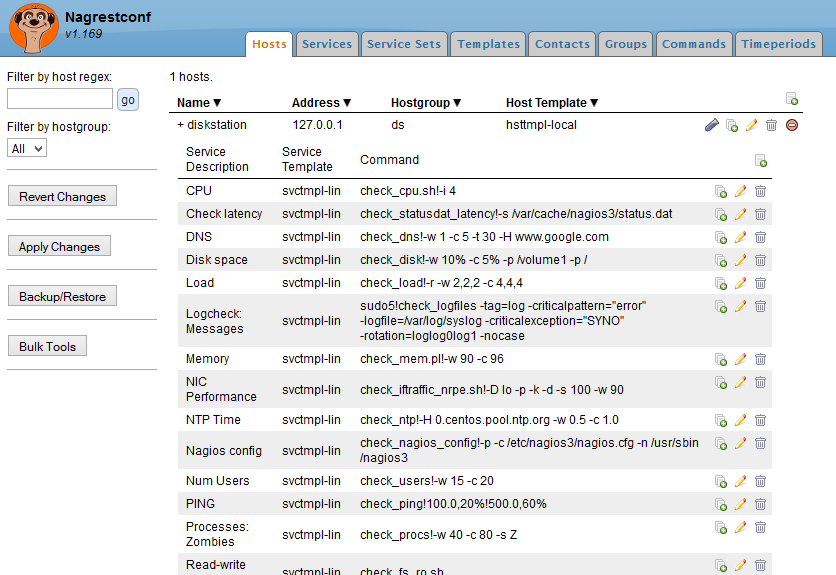 Nagrestconf
v1.169
Hosts Services Service Sets Templates Contacts Groups Commands Timeperiods
Filter by host regex:
go
Filter by hostgroup:
All
Revert Changes
Apply Changes
Backup/Restore
Bulk Tools
1 hosts.
Name ▼ Address ▼ Hostgroup ▼ Host Template ▼
+ diskstation 127.0.0.1 ds hsttmpl-local
Service Description Service Template Command
CPU svctmpl-lin check_cpu.sh!-i 4
Check latency svctmpl-lin check_statusdat_latency!-s /var/cache/nagios3/status.dat
DNS svctmpl-lin check_dns!-w 1 -c 5 -t 30 -H www.google.com
Disk space svctmpl-lin check_disk!-w 10% -c 5% -p /volume1 -p /
Load svctmpl-lin check_load!-r -w 2,2,2 -c 4,4,4
Logcheck: Messages svctmpl-lin sudo5!check_logfiles -tag=log -criticalpattern="error"
-logfile=/var/log/syslog -criticalexception="SYNO"
-rotation=loglog0log1 -nocase
Memory svctmpl-lin check_mem.pl!-w 90 -c 96
NIC Performance svctmpl-lin check_iftraffic_nrpe.sh!-D lo -p -k -d -s 100 -w 90
NTP Time svctmpl-lin check_ntp!-H 0.centos.pool.ntp.org -w 0.5 -c 1.0
Nagios config svctmpl-lin check_nagios_config!-p -c /etc/nagios3/nagios.cfg -n /usr/sbin
/nagios3
Num Users svctmpl-lin check_users!-w 15 -c 20
PING svctmpl-lin check_ping!100.0,20%!500.0,60%
Processes: Zombies svctmpl-lin check_procs!-w 40 -c 80 -s Z
Read-write svctmpl-lin check_fs_ro.sh